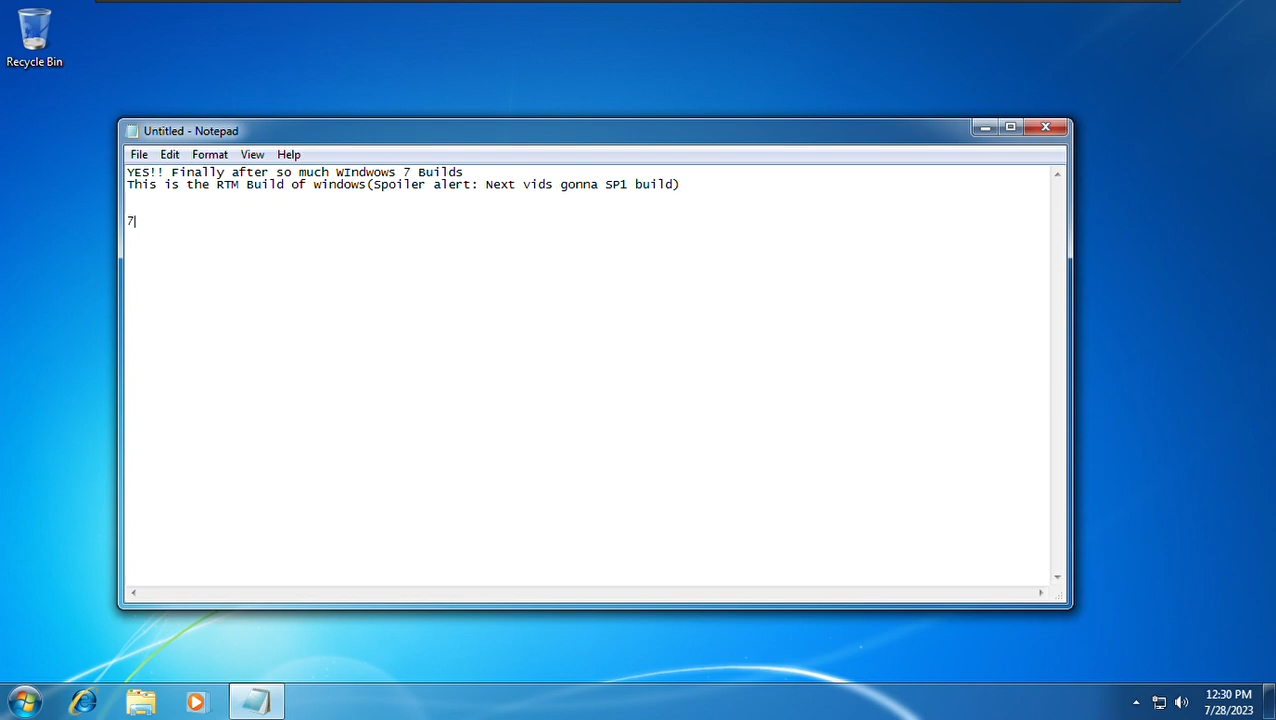 Recycle Bin
Untitled - Notepad
File Edit Format View Help
YES!! Finally after so much WIndwows 7 Builds
This is the RTM Build of windows(Spoiler alert: Next vids gonna SP1 build)
7
12:30 PM
7/28/2023